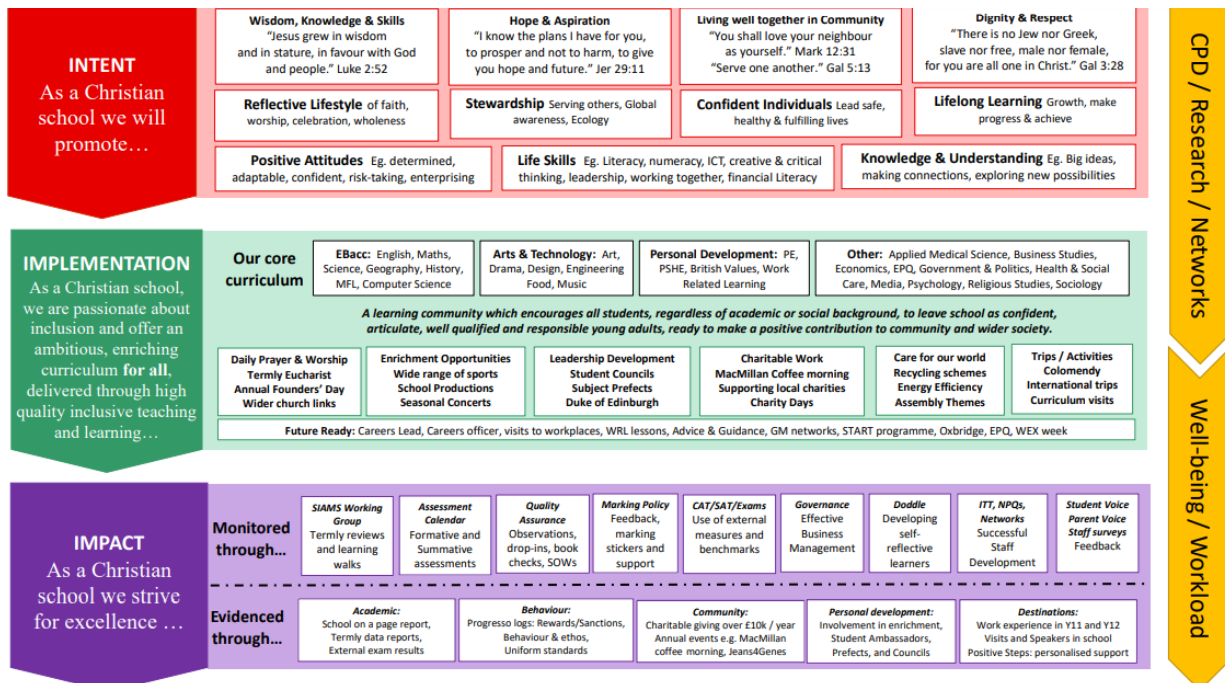 INTENT
As a Christian
school we will
promote…
Wisdom, Knowledge & Skills
“Jesus grew in wisdom
and in stature, in favour with God
and people.” Luke 2:52
Hope & Aspiration
“I know the plans I have for you,
to prosper and not to harm, to give
you hope and future.” Jer 29:11
Living well together in Community
“You shall love your neighbour
as yourself.” Mark 12:31
“Serve one another.” Gal 5:13
Dignity & Respect
“There is no Jew nor Greek,
slave nor free, male nor female,
for you are all one in Christ.” Gal 3:28
Reflective Lifestyle of faith,
worship, celebration, wholeness
Stewardship Serving others, Global
awareness, Ecology
Confident Individuals Lead safe,
healthy & fulfilling lives
Lifelong Learning Growth, make
progress & achieve
Positive Attitudes Eg. determined,
adaptable, confident, risk-taking, enterprising
Life Skills Eg. Literacy, numeracy, ICT, creative & critical
thinking, leadership, working together, financial Literacy
Knowledge & Understanding Eg. Big ideas,
making connections, exploring new possibilities
IMPLEMENTATION
As a Christian school,
we are passionate about
inclusion and offer an
ambitious, enriching
curriculum for all,
delivered through high
quality inclusive teaching
and learning…
Our core
curriculum
EBacc: English, Maths,
Science, Geography, History,
MFL, Computer Science
Arts & Technology: Art,
Drama, Design, Engineering
Food, Music
Personal Development: PE,
PSHE, British Values, Work
Related Learning
Other: Applied Medical Science, Business Studies,
Economics, EPQ, Government & Politics, Health & Social
Care, Media, Psychology, Religious Studies, Sociology
A learning community which encourages all students, regardless of academic or social background, to leave school as confident,
articulate, well qualified and responsible young adults, ready to make a positive contribution to community and wider society.
Daily Prayer & Worship
Termly Eucharist
Annual Founders’ Day
Wider church links
Enrichment Opportunities
Wide range of sports
School Productions
Seasonal Concerts
Leadership Development
Student Councils
Subject Prefects
Duke of Edinburgh
Charitable Work
MacMillan Coffee morning
Supporting local charities
Charity Days
Care for our world
Recycling schemes
Energy Efficiency
Assembly Themes
Trips / Activities
Colomendy
International trips
Curriculum visits
Future Ready: Careers Lead, Careers officer, visits to workplaces, WRL lessons, Advice & Guidance, GM networks, START programme, Oxbridge, EPQ, WEX week
IMPACT
As a Christian
school we strive
for excellence …
Monitored
through…
SIAMS Working
Group
Termly reviews
and learning
walks
Assessment
Calendar
Formative and
Summative
assessments
Quality
Assurance
Observations,
drop-ins, book
checks, SOWs
Marking Policy
Feedback,
marking
stickers and
support
CAT/SAT/Exams
Use of external
measures and
benchmarks
Governance
Effective
Business
Management
Doddle
Developing
self-
reflective
learners
ITT, NPQs,
Networks
Successful
Staff
Development
Student Voice
Parent Voice
Staff surveys
Feedback
Evidenced
through…
Academic:
School on a page report,
Termly data reports,
External exam results
Behaviour:
Progresso logs: Rewards/Sanctions,
Behaviour & ethos,
Uniform standards
Community:
Charitable giving over £10k / year
Annual events e.g. MacMillan
coffee morning, Jeans4Genes
Personal development:
Involvement in enrichment,
Student Ambassadors,
Prefects, and Councils
Destinations:
Work experience in Y11 and Y12
Visits and Speakers in school
Positive Steps: personalised support
CPD / Research / Networks
Well-being / Workload